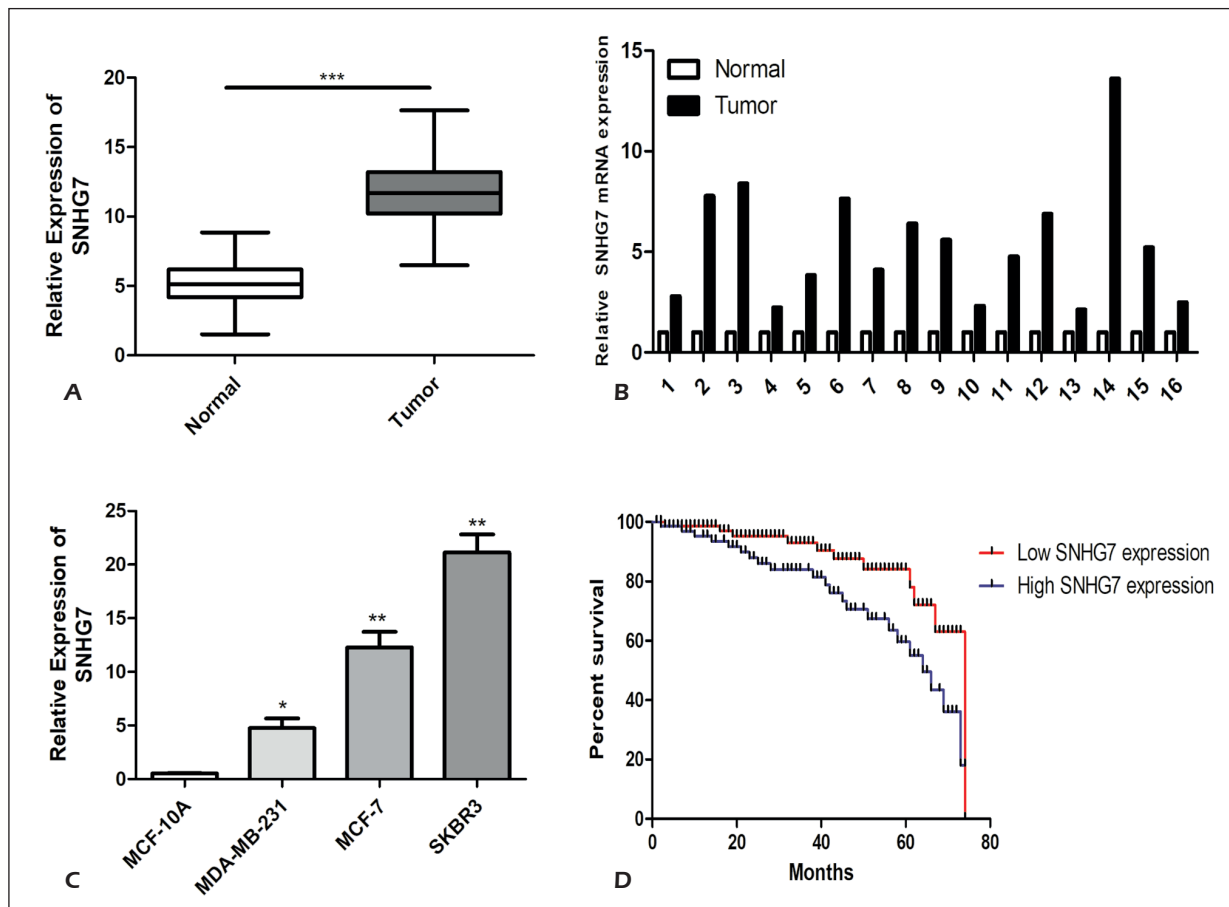 Relative Expression of
SNHG7
20
15
10
5
0
***
Normal
Tumor
A
Relative SNHG7 mRNA expression
15
10
5
0
Normal
Tumor
1
2
3
4
5
6
7
8
9
10
11
12
13
14
15
16
B
Relative Expression of
SNHG7
25
20
15
10
5
0
*
**
**
MCF-10A
MDA-MB-231
MCF-7
SKBR3
C
Percent survival
100
80
60
40
20
0
Low SNHG7 expression
High SNHG7 expression
0
20
40
60
80
Months
D